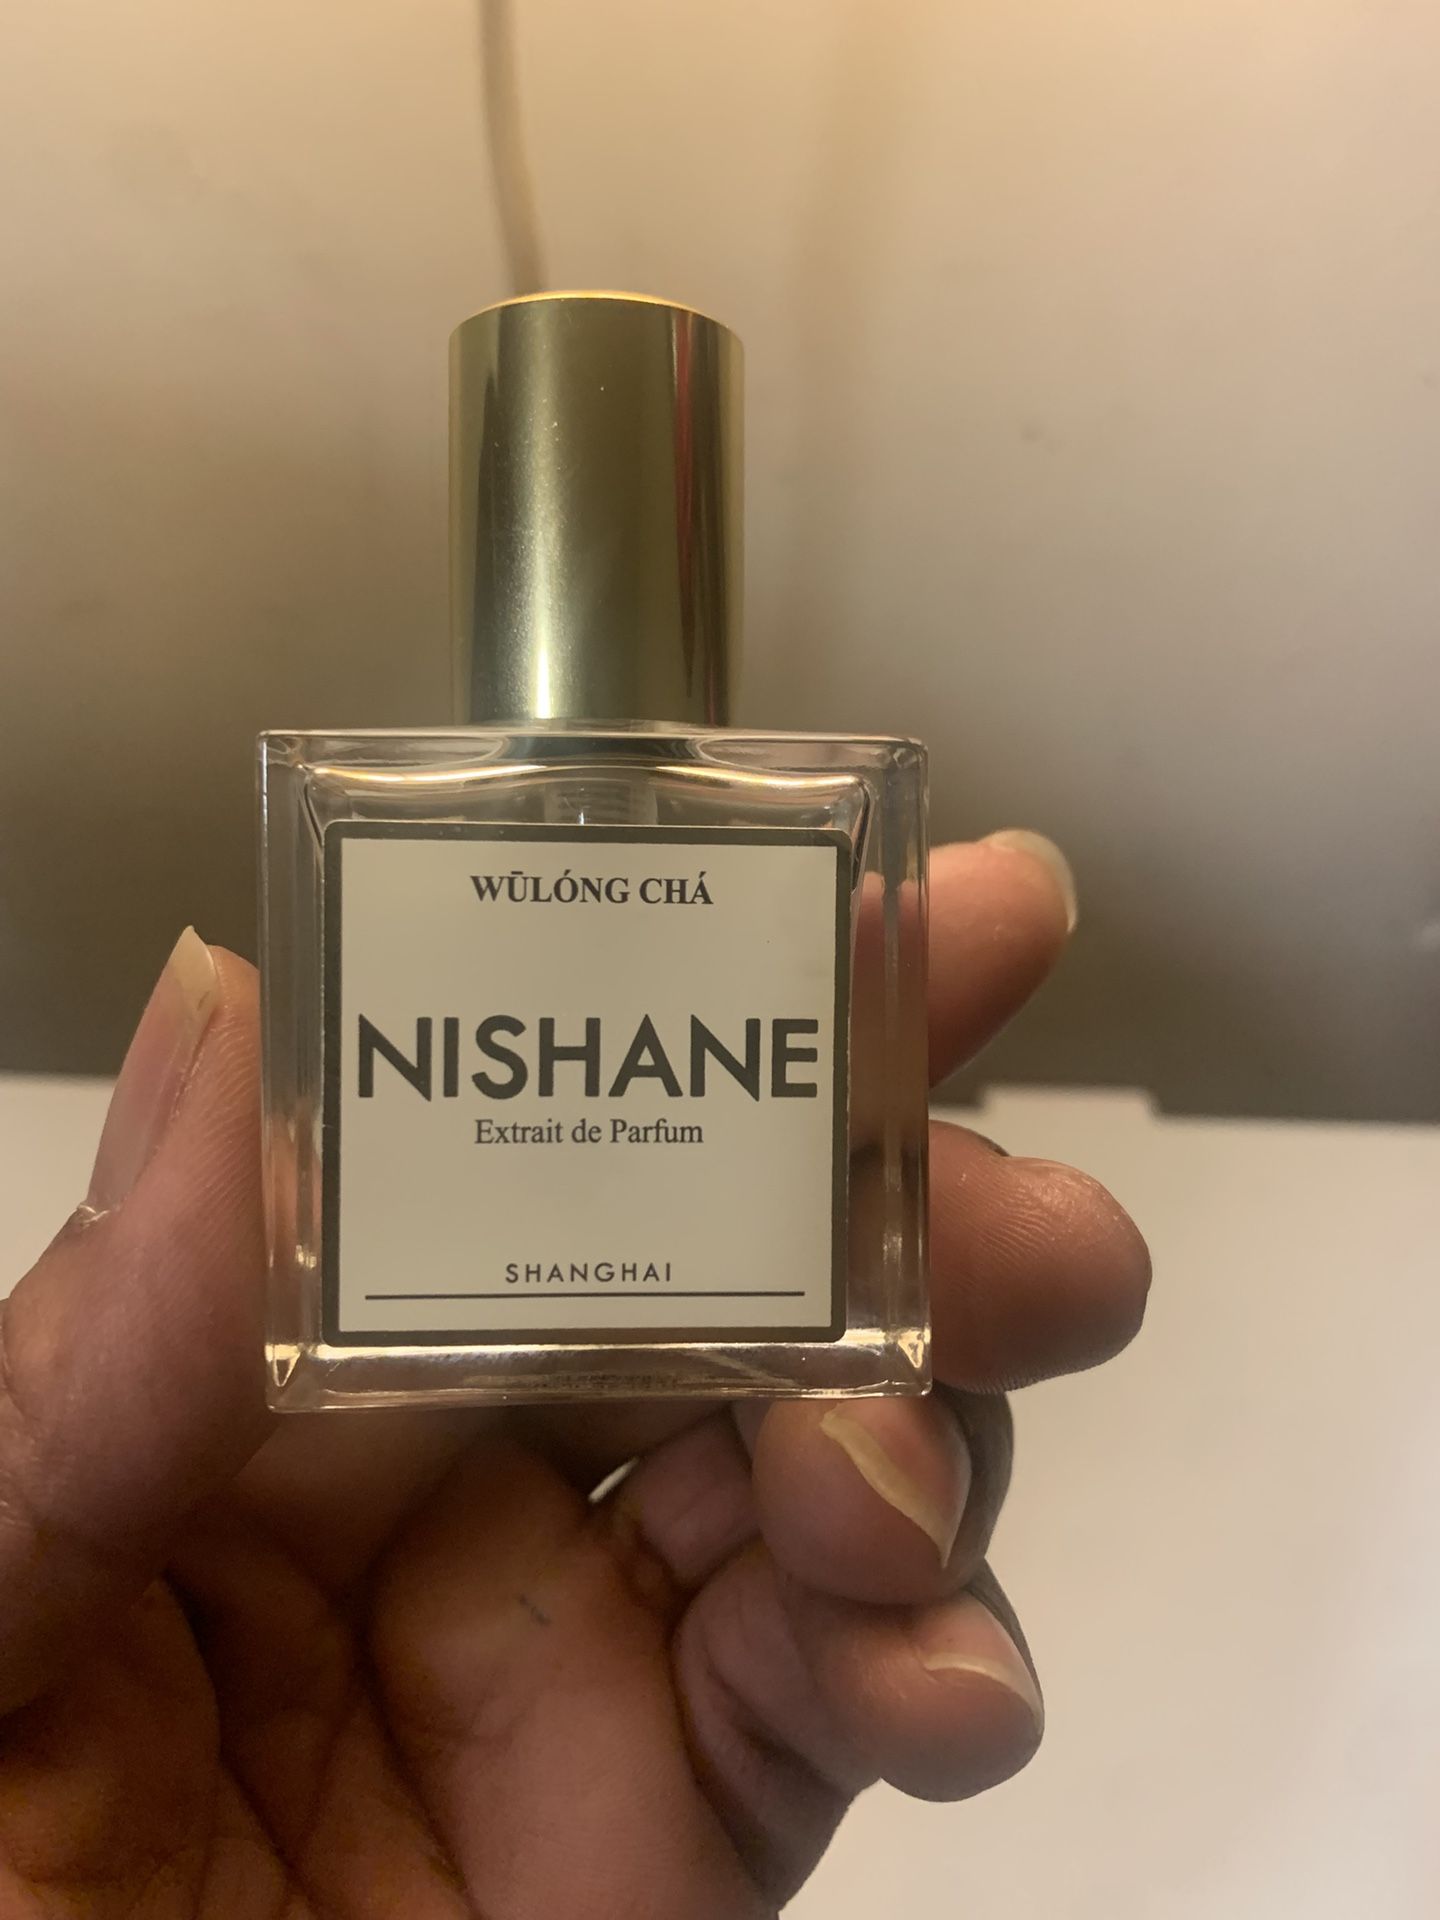 WŪLÓNG CHÁ
NISHANE
Extrait de Parfum
SHANGHAI